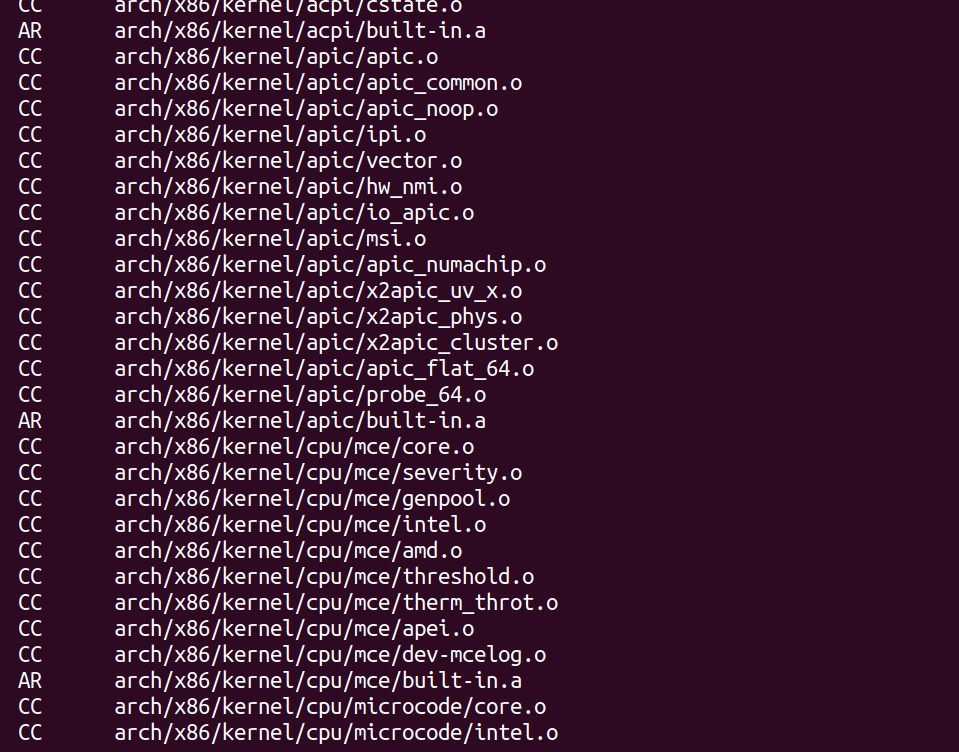 CC arch/x86/kernel/acpi/cstate.o
AR arch/x86/kernel/acpi/built-in.a
CC arch/x86/kernel/apic/apic.o
CC arch/x86/kernel/apic/apic_common.o
CC arch/x86/kernel/apic/apic_noop.o
CC arch/x86/kernel/apic/ipi.o
CC arch/x86/kernel/apic/vector.o
CC arch/x86/kernel/apic/hw_nmi.o
CC arch/x86/kernel/apic/io_apic.o
CC arch/x86/kernel/apic/msi.o
CC arch/x86/kernel/apic/apic_numachip.o
CC arch/x86/kernel/apic/x2apic_uv_x.o
CC arch/x86/kernel/apic/x2apic_phys.o
CC arch/x86/kernel/apic/x2apic_cluster.o
CC arch/x86/kernel/apic/apic_flat_64.o
CC arch/x86/kernel/apic/probe_64.o
AR arch/x86/kernel/apic/built-in.a
CC arch/x86/kernel/cpu/mce/core.o
CC arch/x86/kernel/cpu/mce/severity.o
CC arch/x86/kernel/cpu/mce/genpool.o
CC arch/x86/kernel/cpu/mce/intel.o
CC arch/x86/kernel/cpu/mce/amd.o
CC arch/x86/kernel/cpu/mce/threshold.o
CC arch/x86/kernel/cpu/mce/therm_throt.o
CC arch/x86/kernel/cpu/mce/apei.o
CC arch/x86/kernel/cpu/mce/dev-mcelog.o
AR arch/x86/kernel/cpu/mce/built-in.a
CC arch/x86/kernel/cpu/microcode/core.o
CC arch/x86/kernel/cpu/microcode/intel.o